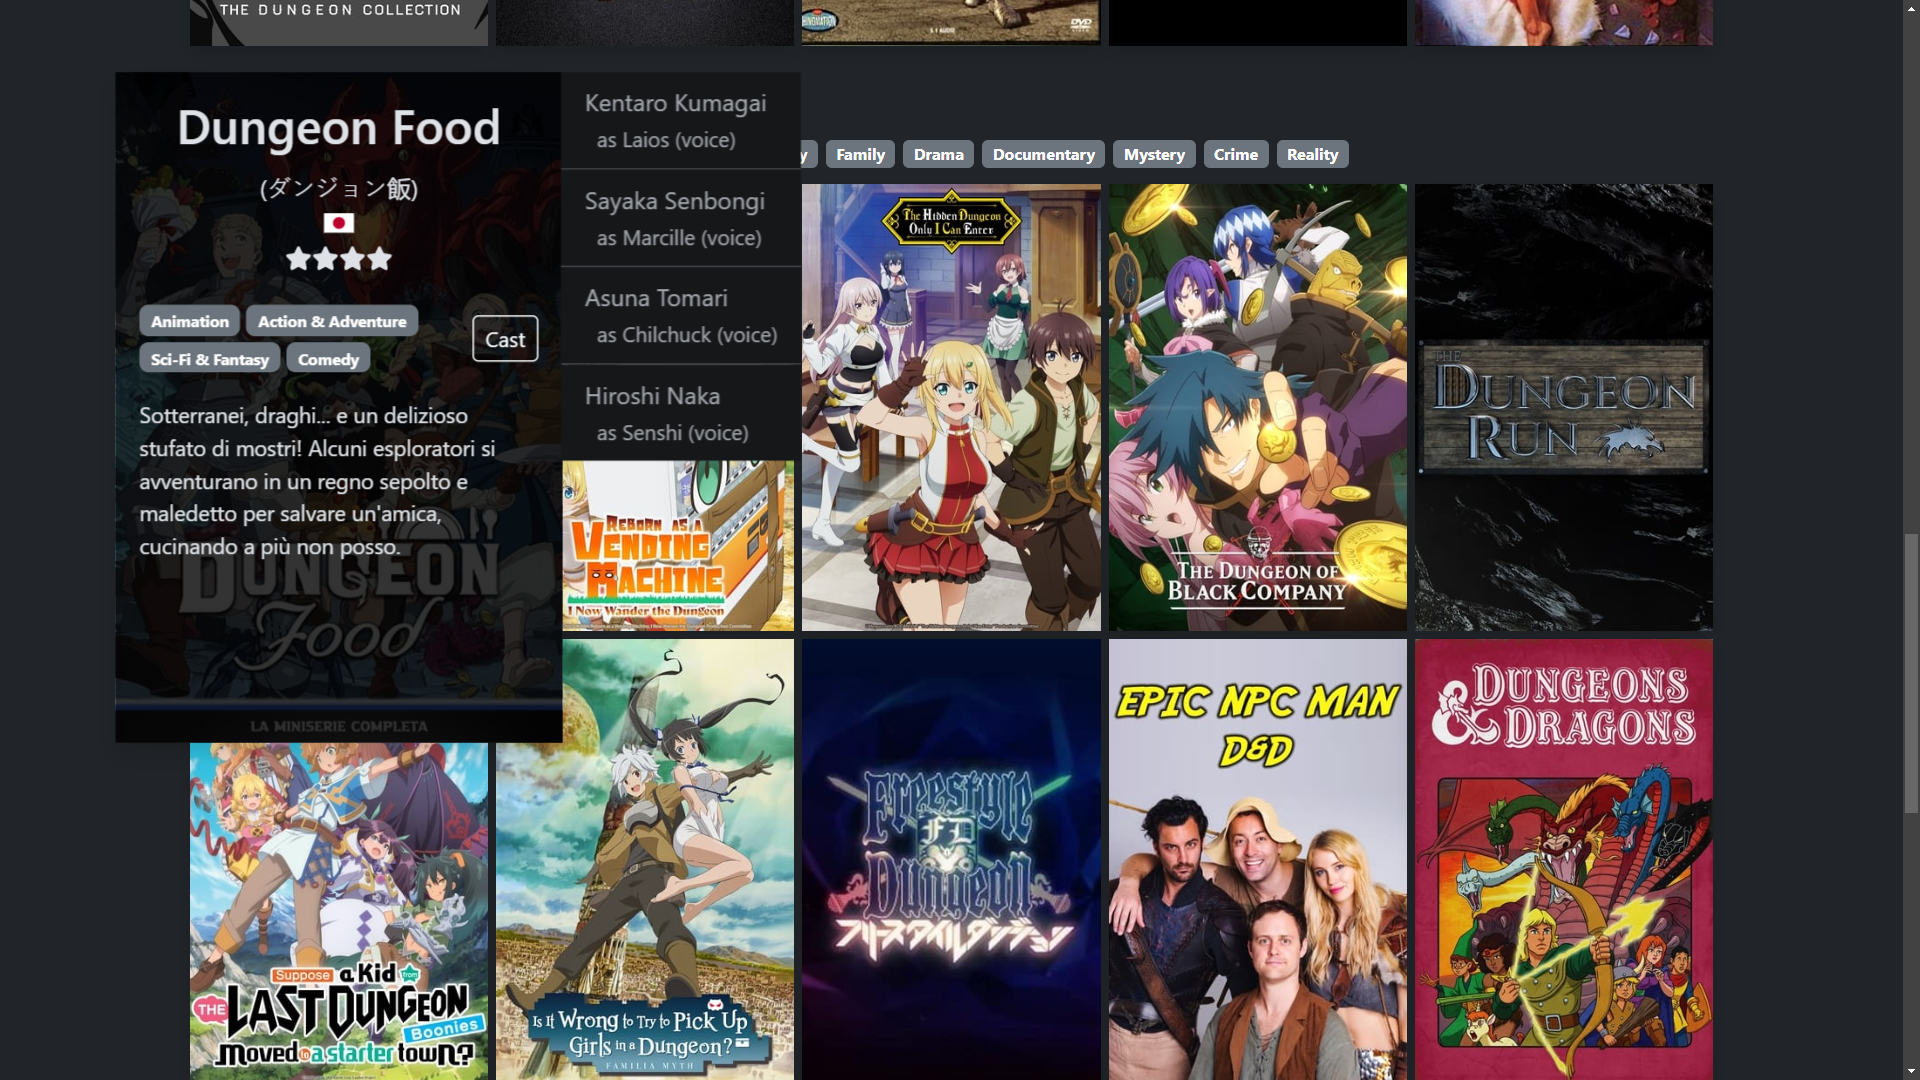 THE DUNGEON COLLECTION
5.1 AUDIO
DVD
Dungeon Food
(ダンジョン飯)
Animation
Action & Adventure
Sci-Fi & Fantasy
Comedy
Cast
Sotterranei, draghi... e un delizioso
stufato di mostri! Alcuni esploratori si
avventurano in un regno sepolto e
maledetto per salvare un'amica,
cucinando a più non posso.
DUNGEON
Food
LA MINISERIE COMPLETA
Kentaro Kumagai
as Laios (voice)
Sayaka Senbongi
as Marcille (voice)
Asuna Tomari
as Chilchuck (voice)
Hiroshi Naka
as Senshi (voice)
y
Family
Drama
Documentary
Mystery
Crime
Reality
REBORN AS A
VENDING
MACHINE
I Now Wander the Dungeon
The Hidden Dungeon
Only I Can Enter
THE DUNGEON OF
BLACK COMPANY
THE
DUNGEON
RUN
Suppose a Kid from
THE LAST DUNGEON
Boonies
moved to a starter town?
Is It Wrong to Try to Pick Up
Girls in a Dungeon?
FAMILIA MYTH
Freestyle
FD
Dungeon
フリースタイルダンジョン
EPIC NPC MAN
D&D
DUNGEONS
& DRAGONS